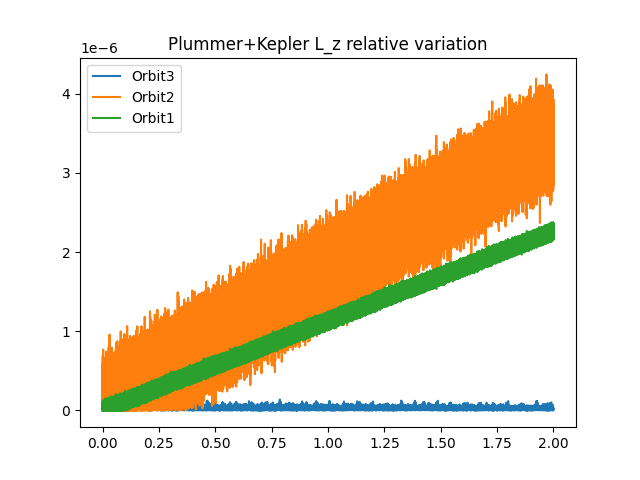 Plummer+Kepler L_z relative variation
1e−6
Orbit3
Orbit2
Orbit1
4
3
2
1
0
0.00 0.25 0.50 0.75 1.00 1.25 1.50 1.75 2.00